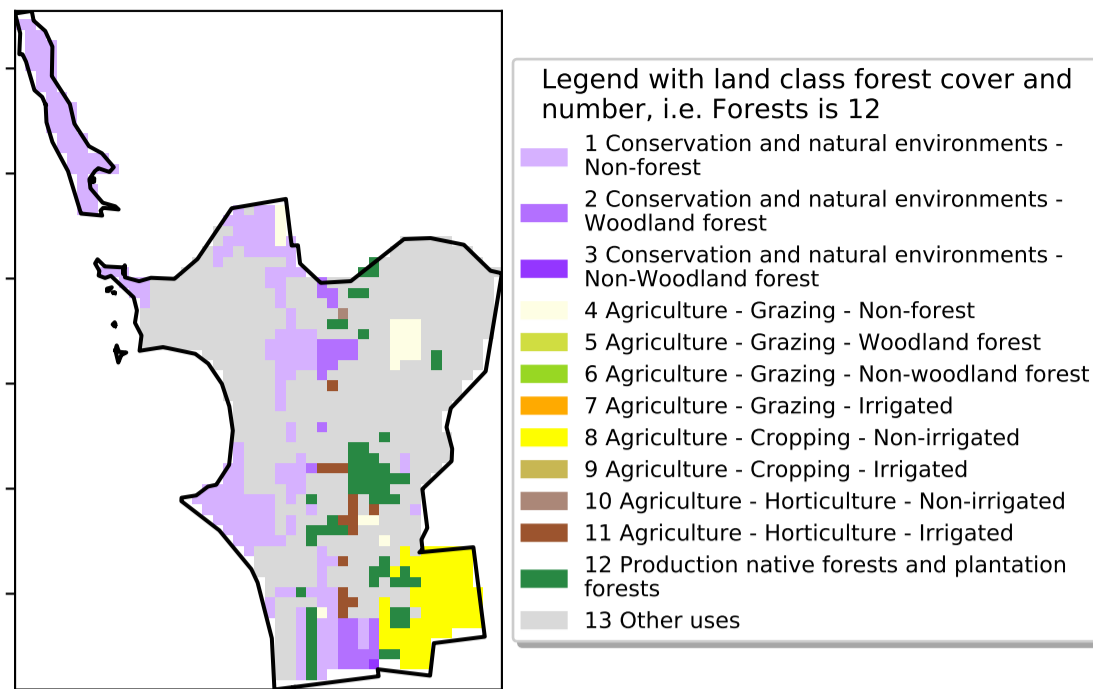 Legend with land class forest cover and
number, i.e. Forests is 12
1 Conservation and natural environments -
Non-forest
2 Conservation and natural environments -
Woodland forest
3 Conservation and natural environments -
Non-Woodland forest
4 Agriculture - Grazing - Non-forest
5 Agriculture - Grazing - Woodland forest
6 Agriculture - Grazing - Non-woodland forest
7 Agriculture - Grazing - Irrigated
8 Agriculture - Cropping - Non-irrigated
9 Agriculture - Cropping - Irrigated
10 Agriculture - Horticulture - Non-irrigated
11 Agriculture - Horticulture - Irrigated
12 Production native forests and plantation
forests
13 Other uses